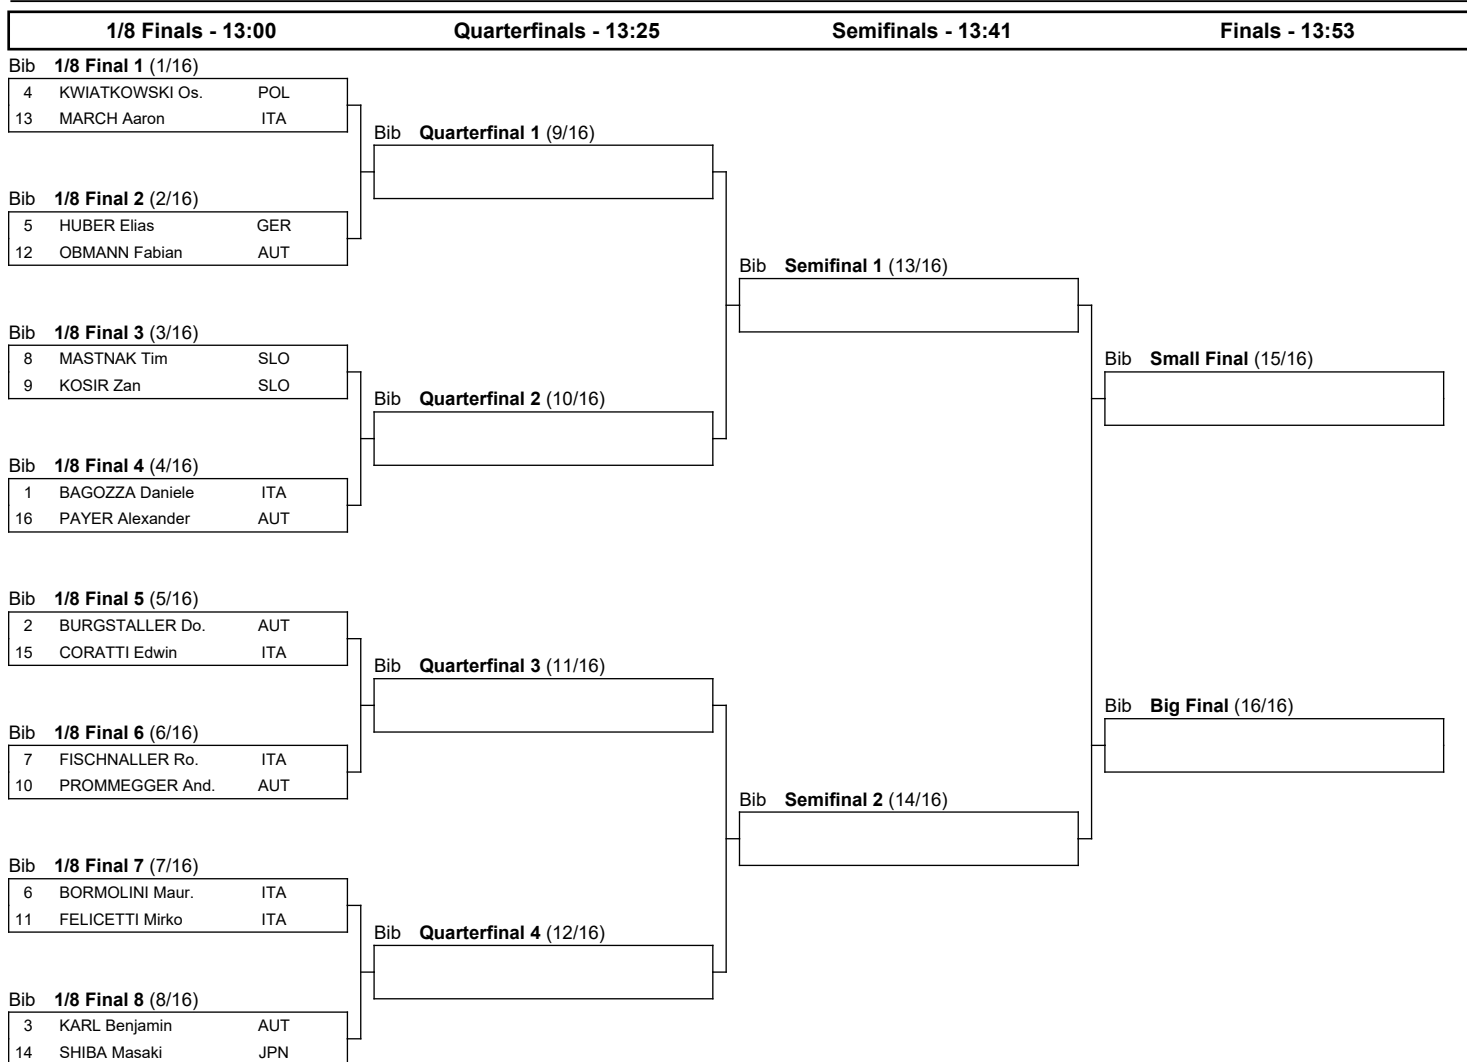 1/8 Finals - 13:00 Quarterfinals - 13:25 Semifinals - 13:41 Finals - 13:53
Bib 1/8 Final 1 (1/16)
4 KWIATKOWSKI Os. POL
13 MARCH Aaron ITA
Bib Quarterfinal 1 (9/16)
Bib 1/8 Final 2 (2/16)
5 HUBER Elias GER
12 OBMANN Fabian AUT
Bib Semifinal 1 (13/16)
Bib 1/8 Final 3 (3/16)
8 MASTNAK Tim SLO
9 KOSIR Zan SLO
Bib Small Final (15/16)
Bib Quarterfinal 2 (10/16)
Bib 1/8 Final 4 (4/16)
1 BAGOZZA Daniele ITA
16 PAYER Alexander AUT
Bib 1/8 Final 5 (5/16)
2 BURGSTALLER Do. AUT
15 CORATTI Edwin ITA
Bib Quarterfinal 3 (11/16)
Bib Big Final (16/16)
Bib 1/8 Final 6 (6/16)
7 FISCHNALLER Ro. ITA
10 PROMMEGGER And. AUT
Bib Semifinal 2 (14/16)
Bib 1/8 Final 7 (7/16)
6 BORMOLINI Maur. ITA
11 FELICETTI Mirko ITA
Bib Quarterfinal 4 (12/16)
Bib 1/8 Final 8 (8/16)
3 KARL Benjamin AUT
14 SHIBA Masaki JPN